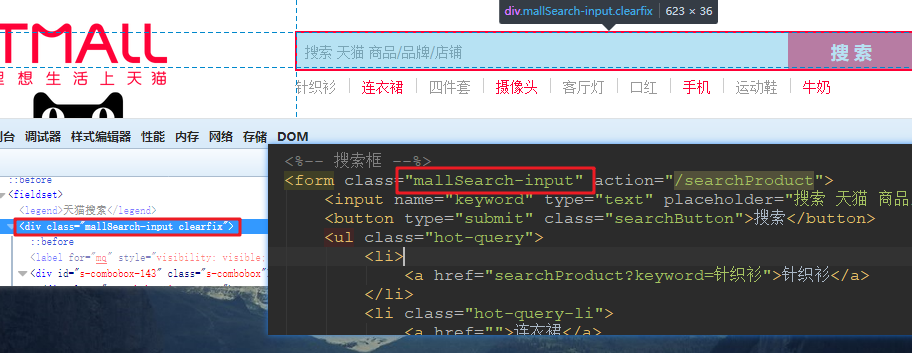 div.mallSearch-input.clearfix | 623 × 36
TMALL
理想生活上天猫
搜索 天猫 商品/品牌/店铺
搜索
针织衫 连衣裙 四件套 摄像头 客厅灯 口红 手机 运动鞋 牛奶
台 调试器 样式编辑器 性能 内存 网络 存储 DOM
::before
<fieldset>
<legend>天猫搜索</legend>
<div class="mallSearch-input clearfix">
::before
<label for="mq" style="visibility: visible;
<div id="s-combobox-143" class="s-combobox"
<%-- 搜索框 --%>
<form class="mallSearch-input" action="/searchProduct">
<input name="keyword" type="text" placeholder="搜索 天猫 商品
<button type="submit" class="searchButton">搜索</button>
<ul class="hot-query">
<li>
<a href="searchProduct?keyword=针织衫">针织衫</a>
</li>
<li class="hot-query-li">
<a href="">连衣裙</a>